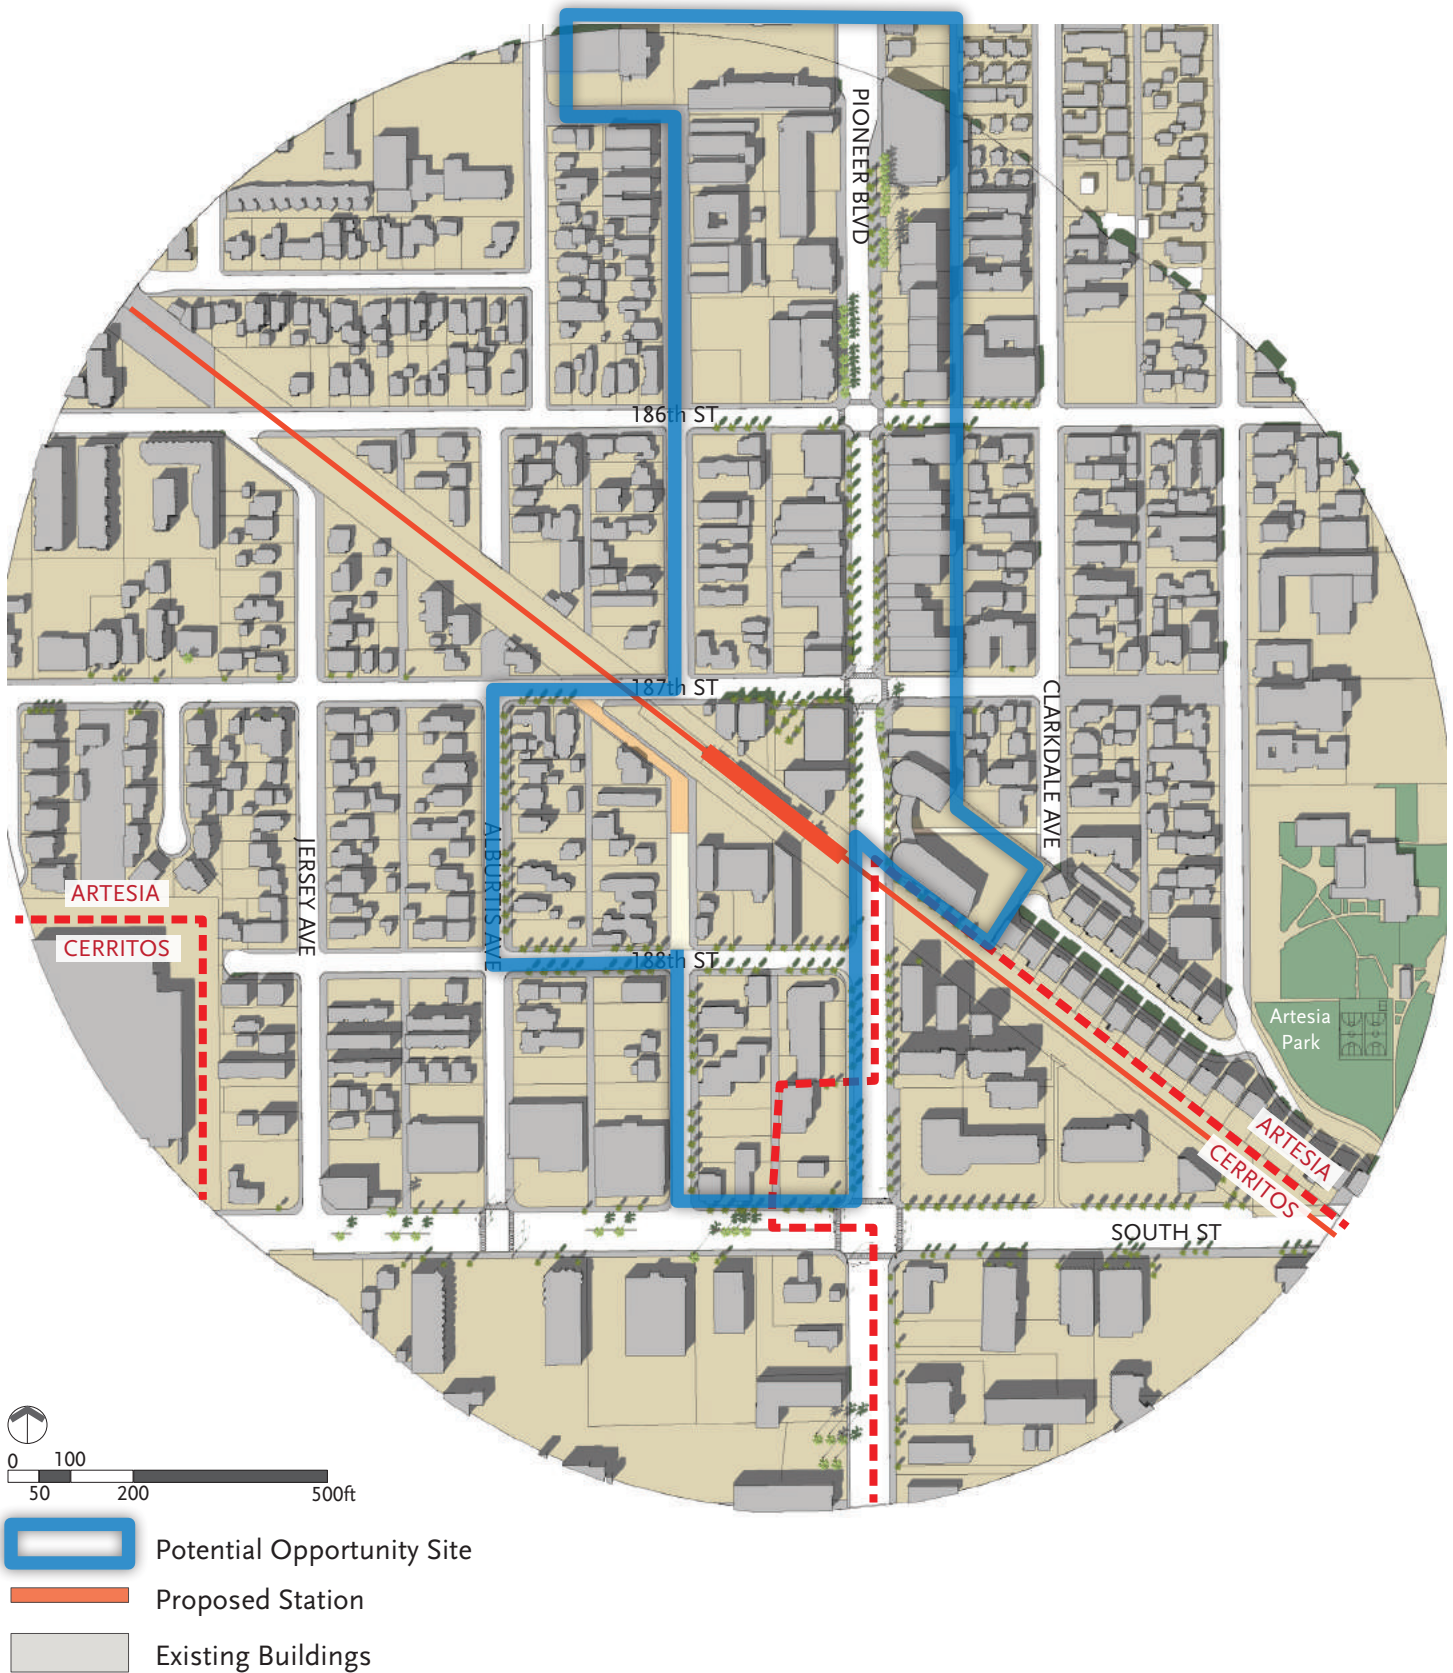 PIONEER BLVD
186th ST
187th ST
CLARKDALE AVE
JERSEY AVE
ALBURTIS AVE
ARTESIA
CERRITOS
188th ST
Artesia
Park
ARTESIA
CERRITOS
SOUTH ST
0 100
50 200 500ft
Potential Opportunity Site
Proposed Station
Existing Buildings